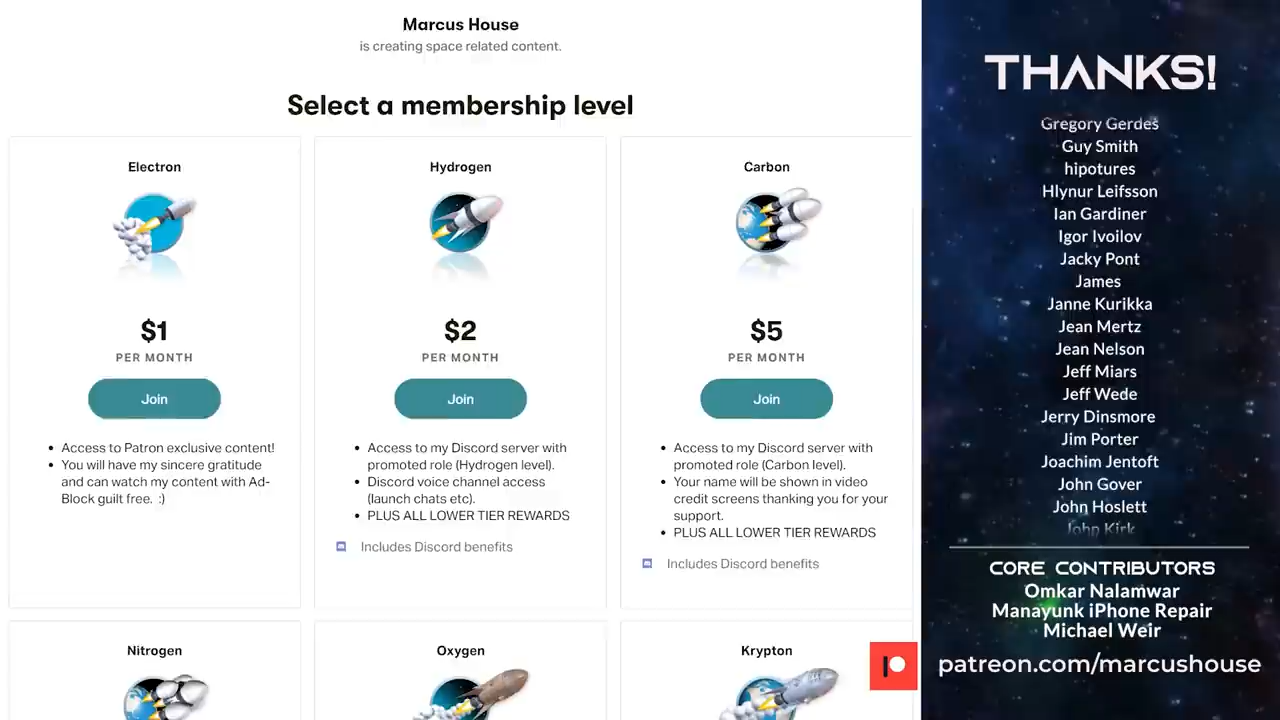 Marcus House
is creating space related content.
Select a membership level
Electron
$1
PER MONTH
Join
• Access to Patron exclusive content!
• You will have my sincere gratitude
and can watch my content with Ad-
Block guilt free. :)
Hydrogen
$2
PER MONTH
Join
• Access to my Discord server with
promoted role (Hydrogen level).
• Discord voice channel access
(launch chats etc).
• PLUS ALL LOWER TIER REWARDS
Includes Discord benefits
Carbon
$5
PER MONTH
Join
• Access to my Discord server with
promoted role (Carbon level).
• Your name will be shown in video
credit screens thanking you for your
support.
• PLUS ALL LOWER TIER REWARDS
Includes Discord benefits
Nitrogen
Oxygen
Krypton
THANKS!
Gregory Gerdes
Guy Smith
hipotures
Hlynur Leifsson
Ian Gardiner
Igor Ivoilov
Jacky Pont
James
Janne Kurikka
Jean Mertz
Jean Nelson
Jeff Miars
Jeff Wede
Jerry Dinsmore
Jim Porter
Joachim Jentoft
John Gover
John Hoslett
John Kirk
CORE CONTRIBUTORS
Omkar Nalamwar
Manayunk iPhone Repair
Michael Weir
patreon.com/marcushouse